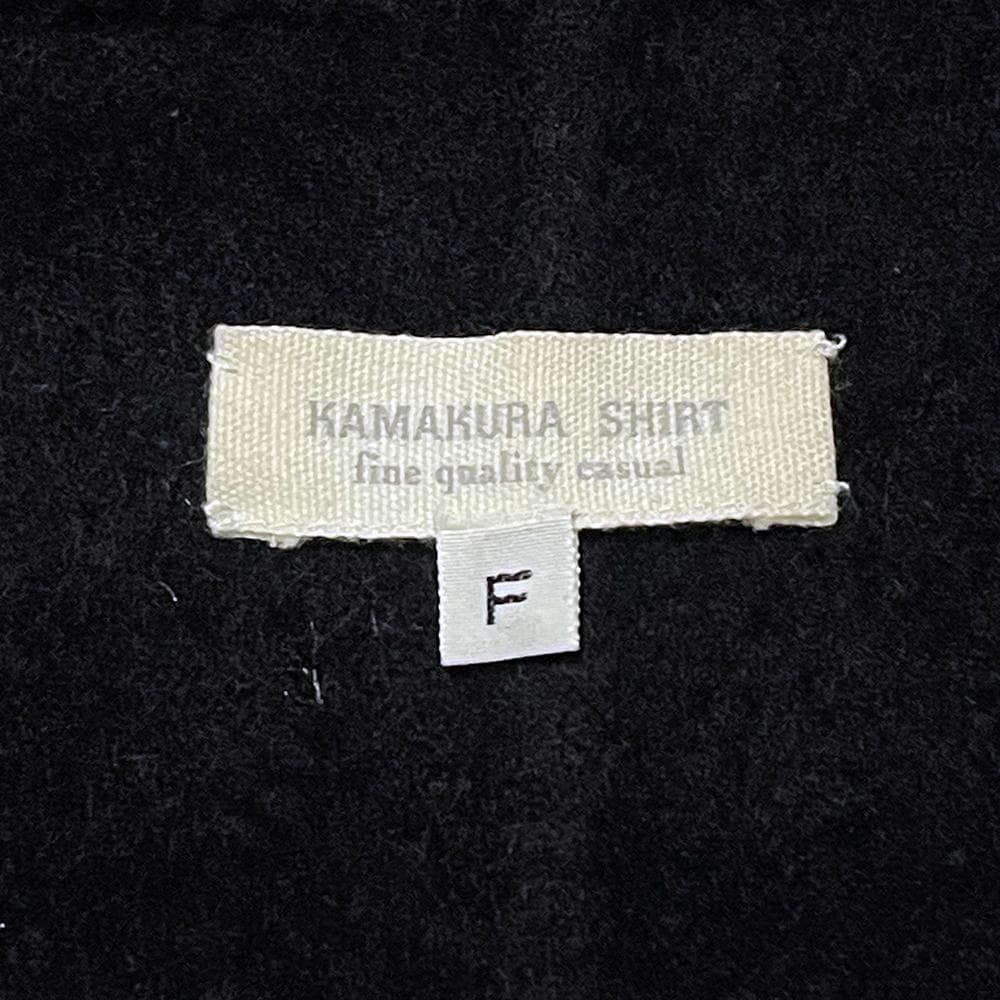 KAMAKURA SHIRT
fine quality casual
F